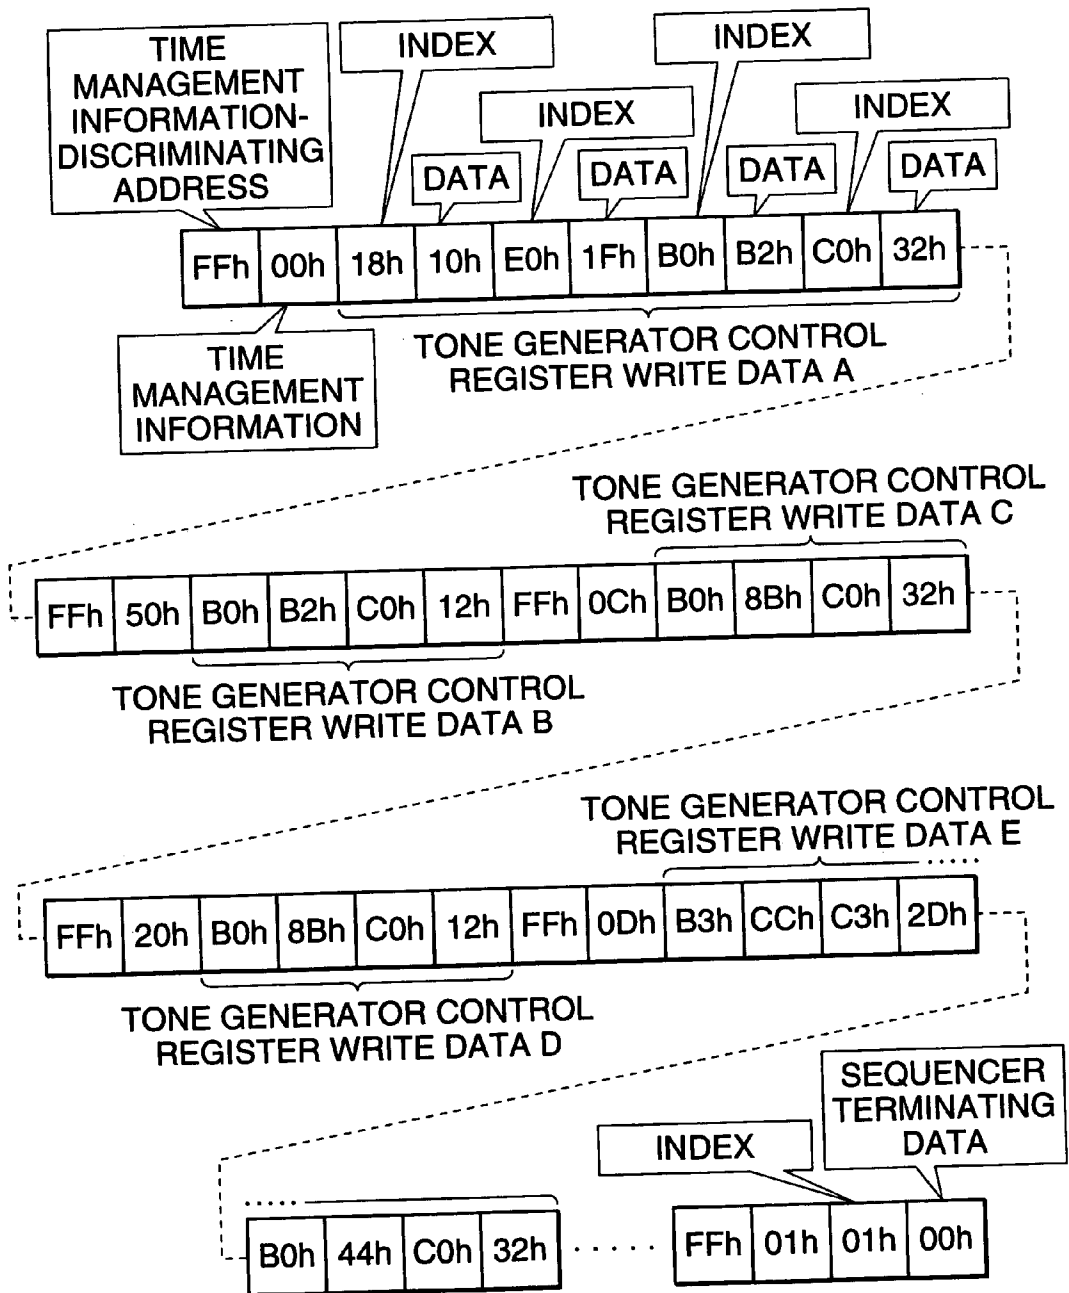 TIME
MANAGEMENT
INFORMATION-
DISCRIMINATING
ADDRESS
INDEX
INDEX
INDEX
INDEX
DATA
DATA
DATA
DATA
FFh 00h 18h 10h E0h 1Fh B0h B2h C0h 32h
TONE GENERATOR CONTROL
REGISTER WRITE DATA A
TIME
MANAGEMENT
INFORMATION
TONE GENERATOR CONTROL
REGISTER WRITE DATA C
FFh 50h B0h B2h C0h 12h FFh 0Ch B0h 8Bh C0h 32h
TONE GENERATOR CONTROL
REGISTER WRITE DATA B
TONE GENERATOR CONTROL
REGISTER WRITE DATA E
FFh 20h B0h 8Bh C0h 12h FFh 0Dh B3h CCh C3h 2Dh
TONE GENERATOR CONTROL
REGISTER WRITE DATA D
SEQUENCER
TERMINATING
DATA
INDEX
B0h 44h C0h 32h ..... FFh 01h 01h 00h